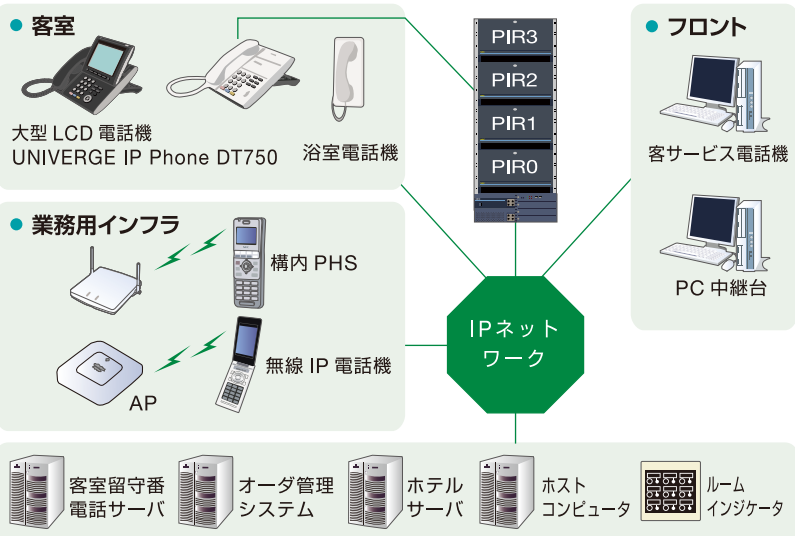 ● 客室
大型 LCD 電話機
UNIVERGE IP Phone DT750
浴室電話機
PIR3
PIR2
PIR1
PIR0
● フロント
客サービス電話機
PC 中継台
● 業務用インフラ
構内 PHS
無線 IP 電話機
AP
IPネット
ワーク
客室留守番
電話サーバ
オーダ管理
システム
ホテル
サーバ
ホスト
コンピュータ
ルーム
インジケータ